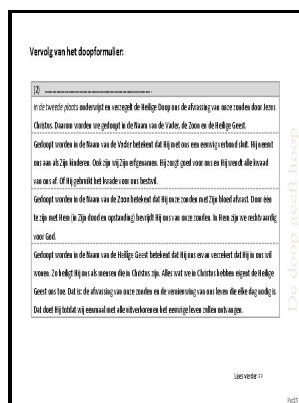 Vervolg van het doopformulier:
(2) ..........................................................
In de tweede plaats onderwijst en verzegelt de Heilige Doop ons de afwassing van onze zonden door Jezus
Christus. Daarom worden we gedoopt in de Naam van de Vader, de Zoon en de Heilige Geest.
Gedoopt worden in de Naam van de Vader betekent dat Hij met ons een eeuwig verbond sluit. Hij neemt
ons aan als Zijn kinderen. Ook zijn wij Zijn erfgenamen. Hij zorgt goed voor ons en Hij wendt alle kwaad
van ons af. Of Hij gebruikt het kwade voor ons bestwil.
Gedoopt worden in de Naam van de Zoon betekent dat Hij onze zonden met Zijn bloed afwast. Door één
te zijn met Hem (in Zijn dood en opstanding) bevrijdt Hij ons van onze zonden. In Hem zijn we rechtvaardig
voor God.
Gedoopt worden in de Naam van de Heilige Geest betekent dat Hij ons ervan verzekert dat Hij in ons wil
wonen. Zo heiligt Hij ons als mensen die in Christus zijn. Alles wat we in Christus hebben eigent de Heilige
Geest ons toe. Dat is: de afwassing van onze zonden en de vernieuwing van ons leven die elke dag nodig is.
Dat doet Hij totdat wij eenmaal met alle uitverkorenen het eeuwige leven zullen ontvangen.
Lees verder >>
De doop geeft hoop